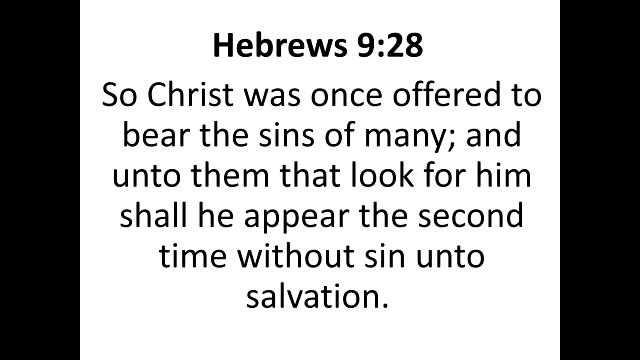 Hebrews 9:28
So Christ was once offered to
bear the sins of many; and
unto them that look for him
shall he appear the second
time without sin unto
salvation.